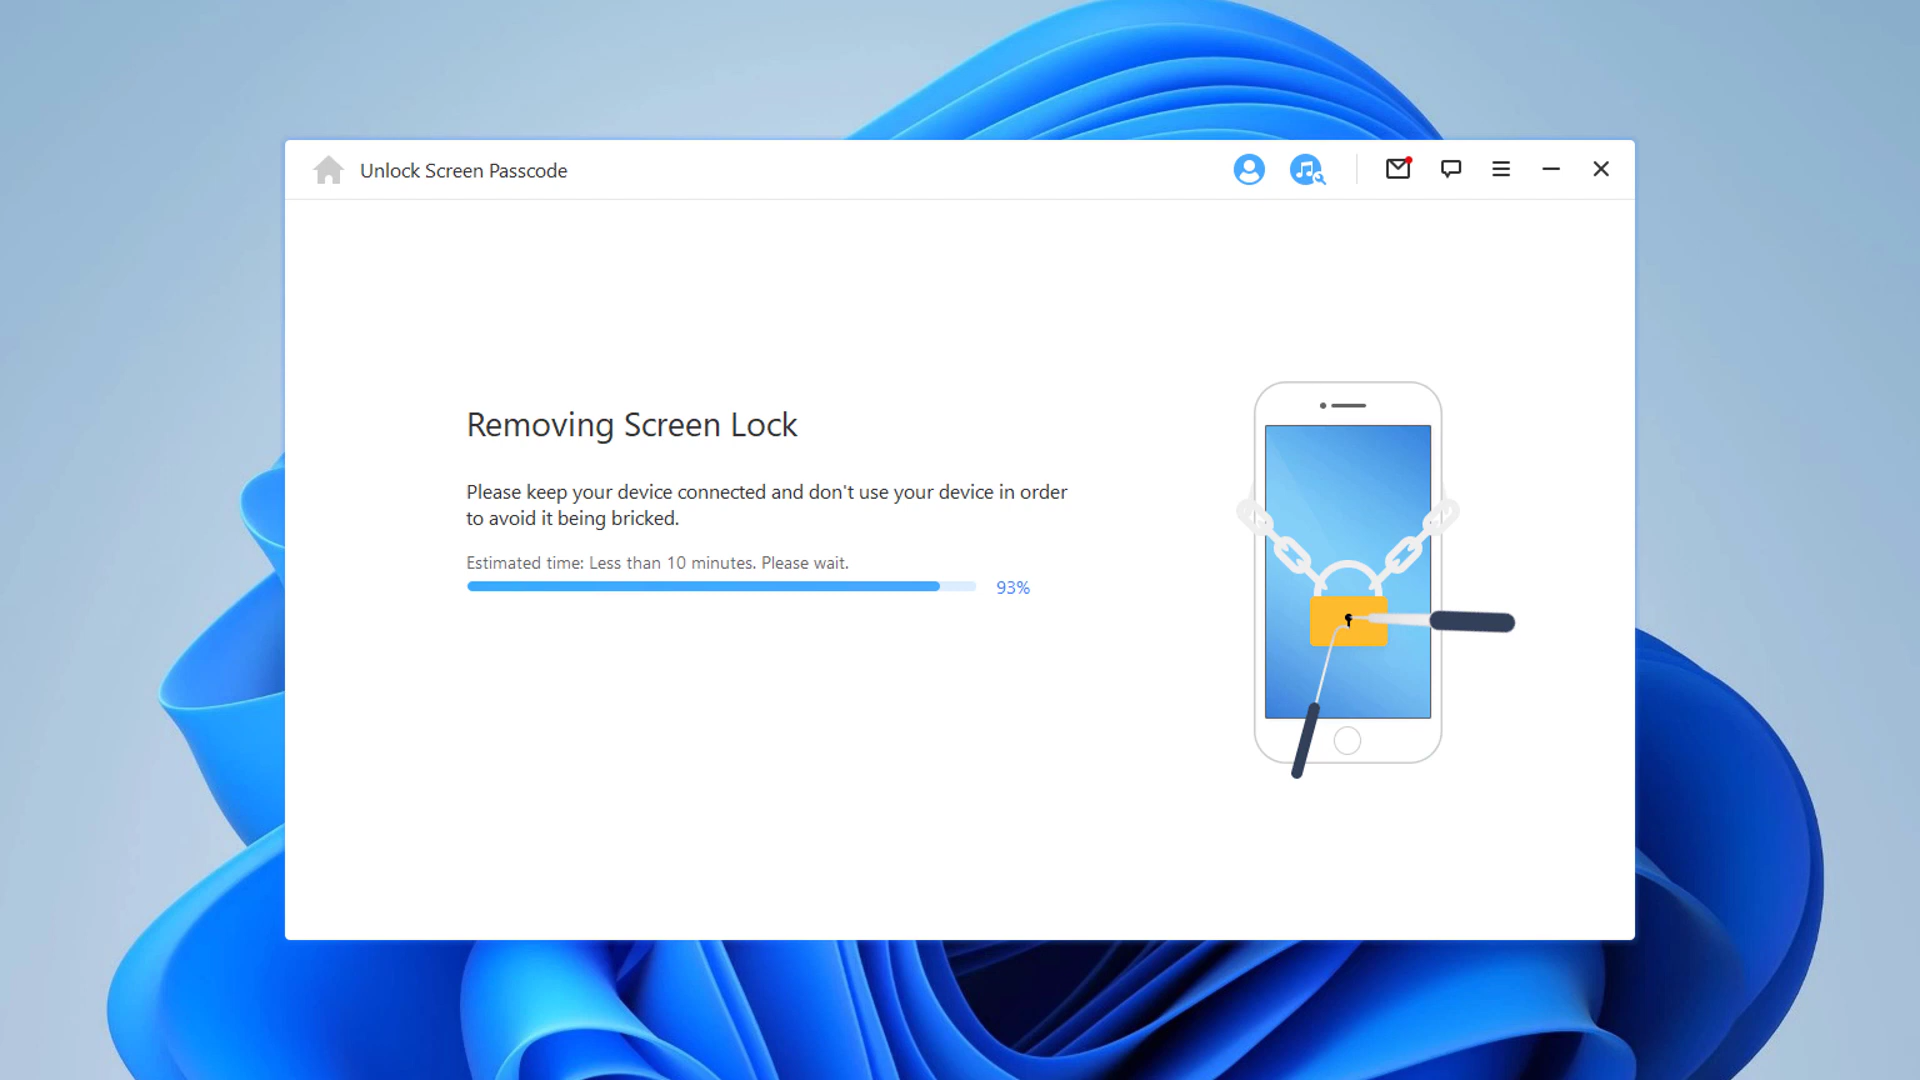 Unlock Screen Passcode
Removing Screen Lock
Please keep your device connected and don't use your device in order
to avoid it being bricked.
Estimated time: Less than 10 minutes. Please wait.
93%